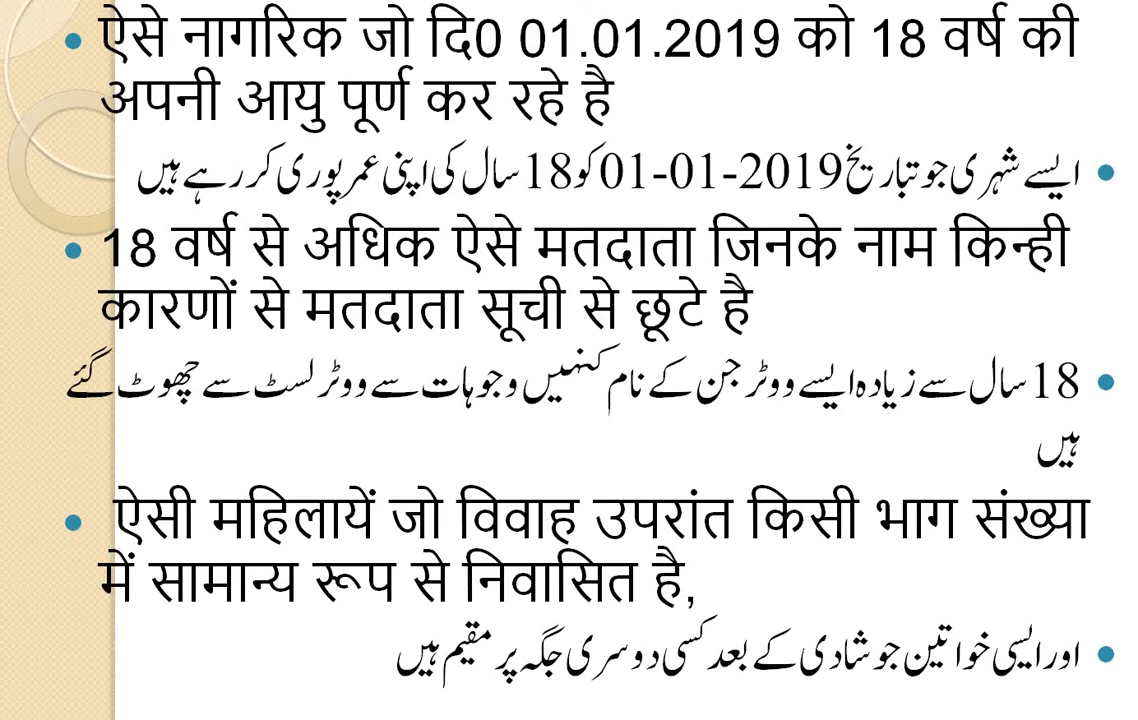 • ऐसे नागरिक जो दि0 01.01.2019 को 18 वर्ष की
अपनी आयु पूर्ण कर रहे है
• ایسے شہری جو تباریخ 2019-01-01 کو 18 سال کی اپنی عمر پوری کر رہے ہیں
• 18 वर्ष से अधिक ऐसे मतदाता जिनके नाम किन्ही
कारणों से मतदाता सूची से छूटे है
• 18 سال سے زیادہ ایسے ووٹر جن کے نام کنہیں وجوہات سے ووٹر لسٹ سے چھوٹ گئے
ہیں
• ऐसी महिलायें जो विवाह उपरांत किसी भाग संख्या
में सामान्य रूप से निवासित है,
• اور ایسی خواتین جو شادی کے بعد کسی دوسری جگہ پر مقیم ہیں